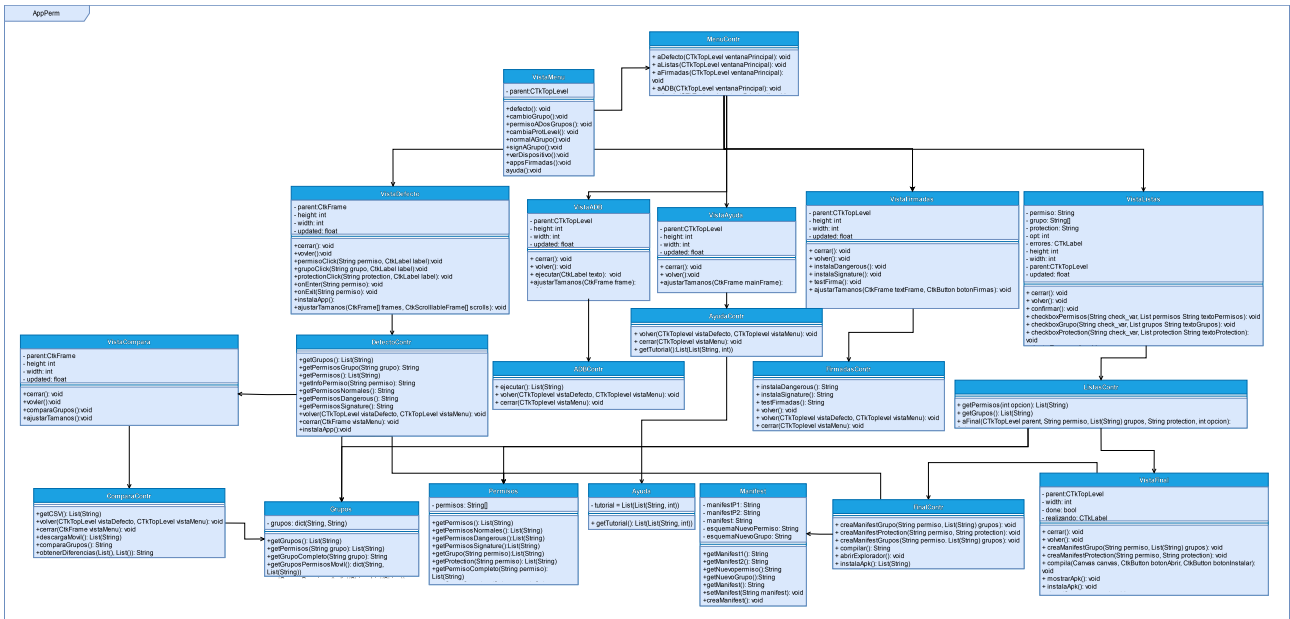 AppPerm
MenuContr
+ aDefecto(CTkTopLevel ventanaPrincipal): void
+ aListas(CTkTopLevel ventanaPrincipal): void
+ aFirmadas(CTkTopLevel ventanaPrincipal):
void
+ aADB(CTkTopLevel ventanaPrincipal): void
VistaMenu
- parent:CTkTopLevel
+defecto(): void
+cambioGrupo():void
+permisoADosGrupos(): void
+cambiaProtLevel(): void
+normalAGrupo():void
+signAGrupo():void
+verDispositivo():void
+appsFirmadas():void
ayuda():void
VistaDefecto
- parent:CtkFrame
- height: int
- width: int
- updated: float
+cerrar(): void
+vovler():void
+permisoClick(String permiso, CtkLabel label):void
+grupoClick(String grupo, CtkLabel label):void
+protectionClick(String protection, CtkLabel label): void
+onEnter(String permiso): void
+onExit(String permiso): void
+instalaApp():
+ajustarTamanos(CtkFrame[] frames, CtkScrollableFrame[] scrolls): void
VistaADB
- parent:CTkTopLevel
- height: int
- width: int
- updated: float
+ cerrar(): void
+ volver(): void
+ ejecutar(CtkLabel texto): void
+ajustarTamanos(CtkFrame frame):
VistaAyuda
- parent:CTkTopLevel
- height: int
- width: int
- updated: float
+ cerrar(): void
+ volver():void
+ajustarTamanos(CtkFrame mainFrame):
VistaFirmadas
- parent:CTkTopLevel
- height: int
- width: int
- updated: float
+ cerrar(): void
+ volver(): void
+ instalaDangerous(): void
+ instalaSignature(): void
+ testFirma(): void
+ ajustarTamanos(CtkFrame textFrame, CtkButton botonFirmas): void
VistaListas
- permiso: String
- grupo: String[]
- protection: String
- opt: int
- errores: CTkLabel
- height: int
- width: int
- parent:CTkTopLevel
- updated: float
+ cerrar(): void
+ volver(): void
+ confirmar(): void
+ checkboxPermisos(String check_var, List permisos String textoPermisos): void
+ checkboxGrupo(String check_var, List grupos String textoGrupos): void
+ checkboxProtection(String check_var, List protection String textoProtection):
void
VistaCompara
- parent:CtkFrame
- height: int
- width: int
- updated: float
+cerrar(): void
+vovler():void
+comparaGrupos():void
+ajustarTamanos():void
DefectoContr
+getGrupos(): List(String)
+getPermisosGrupo(String grupo): String
+getPermisos(): List(String)
+getInfoPermiso(String permiso): String
+getPermisosNormales(): String
+getPermisosDangerous(): String
+getPermisosSignature(): String
+volver(CTkTopLevel vistaDefecto, CTkTopLevel vistaMenu): void
+cerrar(CtkFrame vistaMenu): void
+instalaApp():void
AyudaContr
+ volver(CTkToplevel vistaDefecto, CTkToplevel vistaMenu): void
+ cerrar(CTkToplevel vistaMenu): void
+ getTutorial():List(List(String, int))
ADBContr
+ ejecutar(): List(String)
+ volver(CTkToplevel vistaDefecto, CTkToplevel vistaMenu): void
+ cerrar(CTkToplevel vistaMenu): void
FirmadasContr
+ instalaDangerous(): String
+ instalaSignature(): String
+ testFirmadas(): String
+ volver(): void
+ volver(CTkToplevel vistaDefecto, CTkToplevel vistaMenu): void
+ cerrar(CTkToplevel vistaMenu): void
ListasContr
+ getPermisos(int opcion): List(String)
+ getGrupos(): List(String)
+ aFinal(CTkTopLevel parent, String permiso, List(String) grupos, String protection, int opcion):
ComparaContr
+getCSV(): List(String)
+volver(CTkTopLevel vistaDefecto, CTkTopLevel vistaMenu): void
+cerrar(CtkFrame vistaMenu): void
+descargaMovil(): List(String)
+comparaGrupos(): String
+obtenerDiferencias(List(), List()): String
Grupos
- grupos: dict(String, String)
+getGrupos(): List(String)
+getPermisos(String grupo): List(String)
+getGrupoCompleto(String grupo): String
+getGruposPermisosMovil(): dict(String,
List(String))
Permisos
- permisos: String[]
+getPermisos(): List(String)
+getPermisosNormales(): String
+getPermisosDangerous(): String
+getPermisosSignature():List(String)
+getGrupo(String permiso):List(String)
+getProtection(String permiso): List(String)
+getPermisoCompleto(String permiso):
List(String)
Ayuda
- tutorial = List(List(String, int))
+ getTutorial(): List(List(String, int))
Manifest
- manifestP1: String
- manifestP2: String
- manifest: String
- esquemaNuevoPermiso: String
- esquemaNuevoGrupo: String
+getManifest1(): String
+getManifest2(): String
+getNuevopermiso():String
+getNuevoGrupo():String
+getManifest(): String
+setManifest(String manifest): void
+creaManifest(): void
FinalContr
+ creaManifestGrupo(String permiso, List(String) grupos): void
+ creaManifestProtection(String permiso, String protection): void
+ creaManifestGrupos(String permiso, List(String) grupos): void
+ compilar(): String
+ abrirExplorador(): void
+ instalaApk(): List(String)
VistaFinal
- parent:CTkTopLevel
- width: int
- done: bool
- realizando: CTkLabel
+ cerrar(): void
+ volver(): void
+creaManifestGrupo(String permiso, List(String) grupos): void
+ creaManifestProtection(String permiso, String protection): void
+ compila(Canvas canvas, CtkButton botonAbrir, CtkButton botonInstalar):
void
+ mostrarApk(): void
+ instalaApk(): void